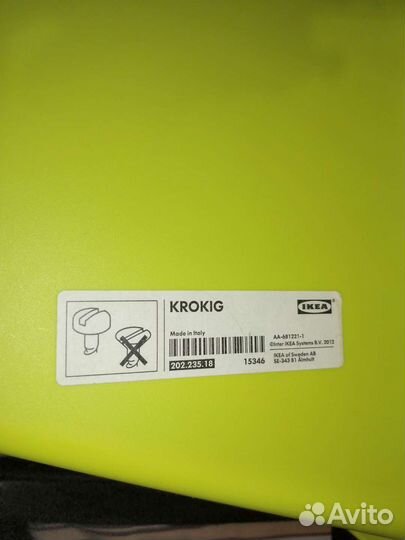 KROKIG
IKEA
Made in Italy
AA-681221-1
©Inter IKEA Systems B.V. 2012
202.235.18
15346
IKEA of Sweden AB
SE-343 81 Älmhult
Avito